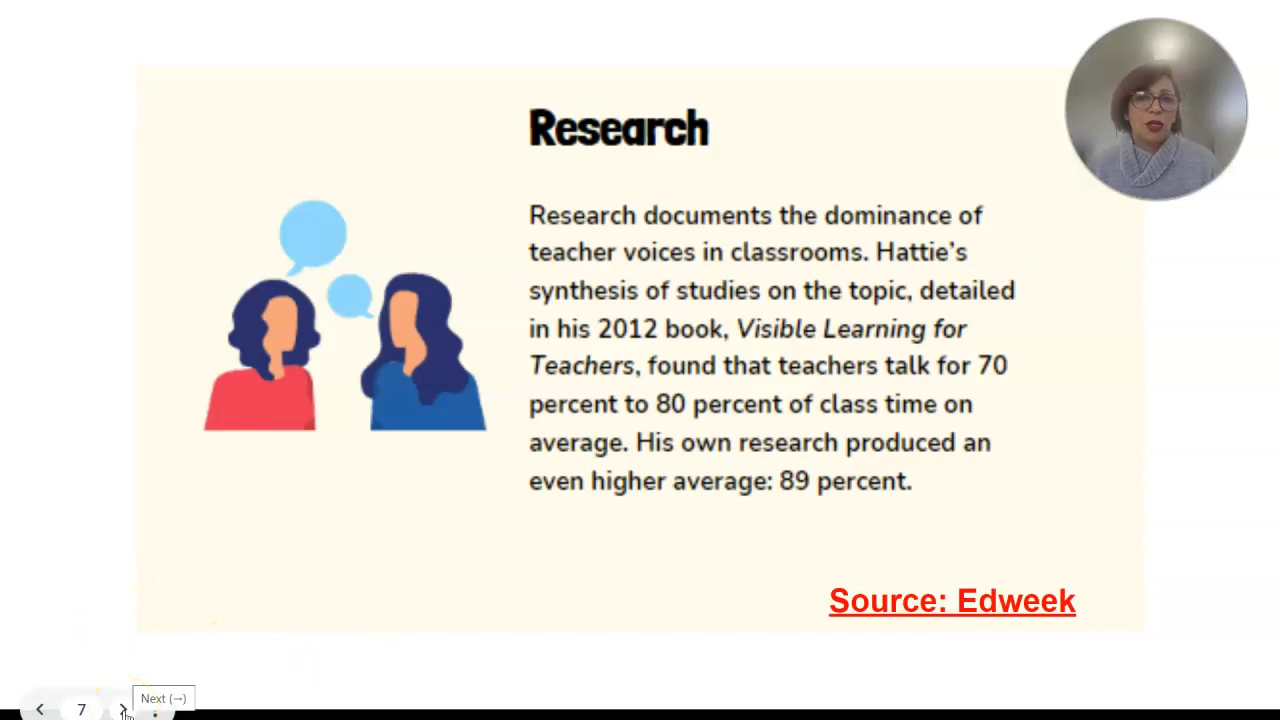 Research
Research documents the dominance of
teacher voices in classrooms. Hattie's
synthesis of studies on the topic, detailed
in his 2012 book, Visible Learning for
Teachers, found that teachers talk for 70
percent to 80 percent of class time on
average. His own research produced an
even higher average: 89 percent.
Source: Edweek
Next (→)
7